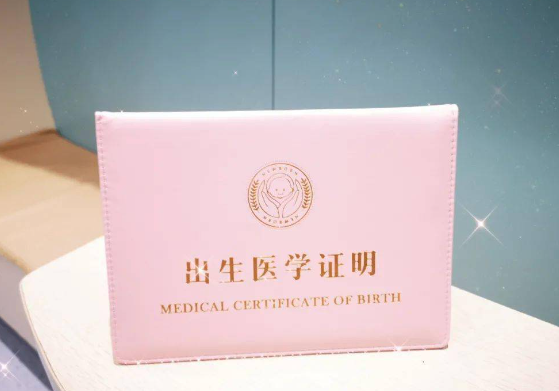 出生医学证明
MEDICAL CERTIFICATE OF BIRTH